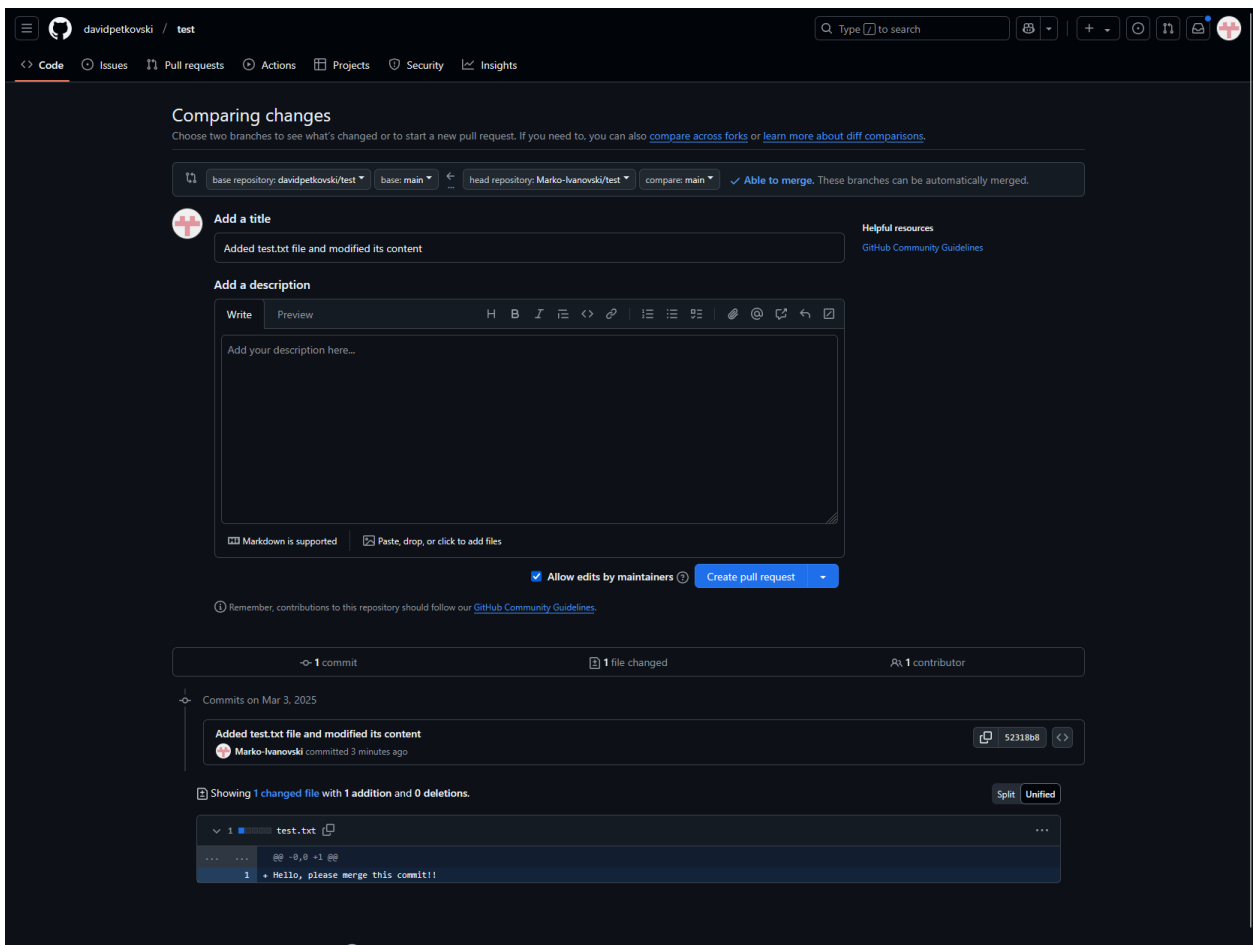 davidpetkovski / test
Type / to search
Code Issues Pull requests Actions Projects Security Insights
Comparing changes
Choose two branches to see what's changed or to start a new pull request. If you need to, you can also compare across forks or learn more about diff comparisons.
base repository: davidpetkovski/test base: main ← ... head repository: Marko-Ivanovski/test compare: main ✓ Able to merge. These branches can be automatically merged.
Add a title
Helpful resources
Added test.txt file and modified its content
GitHub Community Guidelines
Add a description
Write Preview
Add your description here...
Markdown is supported Paste, drop, or click to add files
Allow edits by maintainers Create pull request
Remember, contributions to this repository should follow our GitHub Community Guidelines.
1 commit 1 file changed 1 contributor
Commits on Mar 3, 2025
Added test.txt file and modified its content
Marko-Ivanovski committed 3 minutes ago
52318b8
Showing 1 changed file with 1 addition and 0 deletions.
Split Unified
1 test.txt
... ... @@ -0,0 +1 @@
1 + Hello, please merge this commit!!